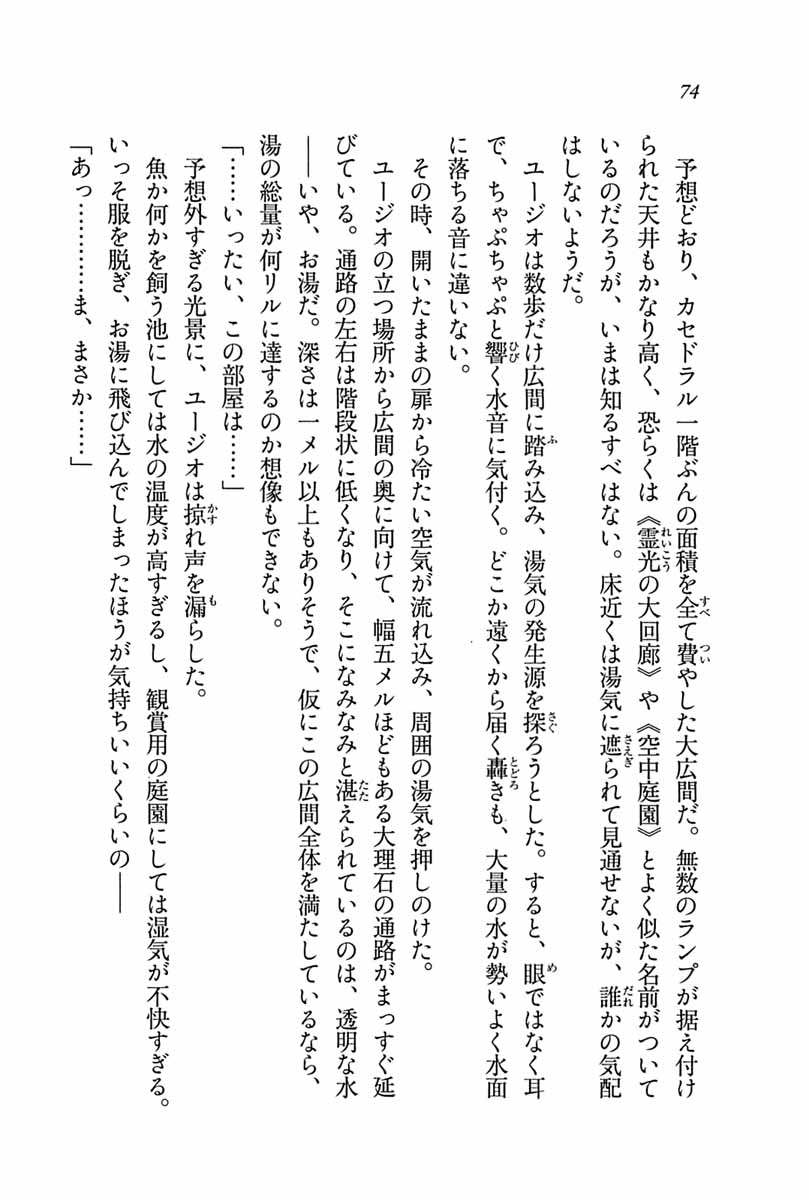 74
予想どおり、カセドラル一階ぶんの面積を全て費やした大広間だ。無数のランプが据え付け
られた天井もかなり高く、恐らくは《霊光の大回廊》や《空中庭園》とよく似た名前がついて
いるのだろうが、いまは知るすべはない。床近くは湯気に遮られて見通せないが、誰かの気配
はしないようだ。
ユージオは数歩だけ広間に踏み込み、湯気の発生源を探ろうとした。すると、眼ではなく耳
で、ちゃぷちゃぷと響く水音に気付く。どこか遠くから届く轟きも、大量の水が勢いよく水面
に落ちる音に違いない。
その時、開いたままの扉から冷たい空気が流れ込み、周囲の湯気を押しのけた。
ユージオの立つ場所から広間の奥に向けて、幅五メルほどもある大理石の通路がまっすぐ延
びている。通路の左右は階段状に低くなり、そこになみなみと湛えられているのは、透明な水
――いや、お湯だ。深さは一メル以上もありそうで、仮にこの広間全体を満たしているなら、
湯の総量が何リルに達するのか想像もできない。
「……いったい、この部屋は……」
予想外すぎる光景に、ユージオは掠れ声を漏らした。
魚か何かを飼う池にしては水の温度が高すぎるし、観賞用の庭園にしては湿気が不快すぎる。
いっそ服を脱ぎ、お湯に飛び込んでしまったほうが気持ちいいくらいの――
「あっ…………ま、まさか……」